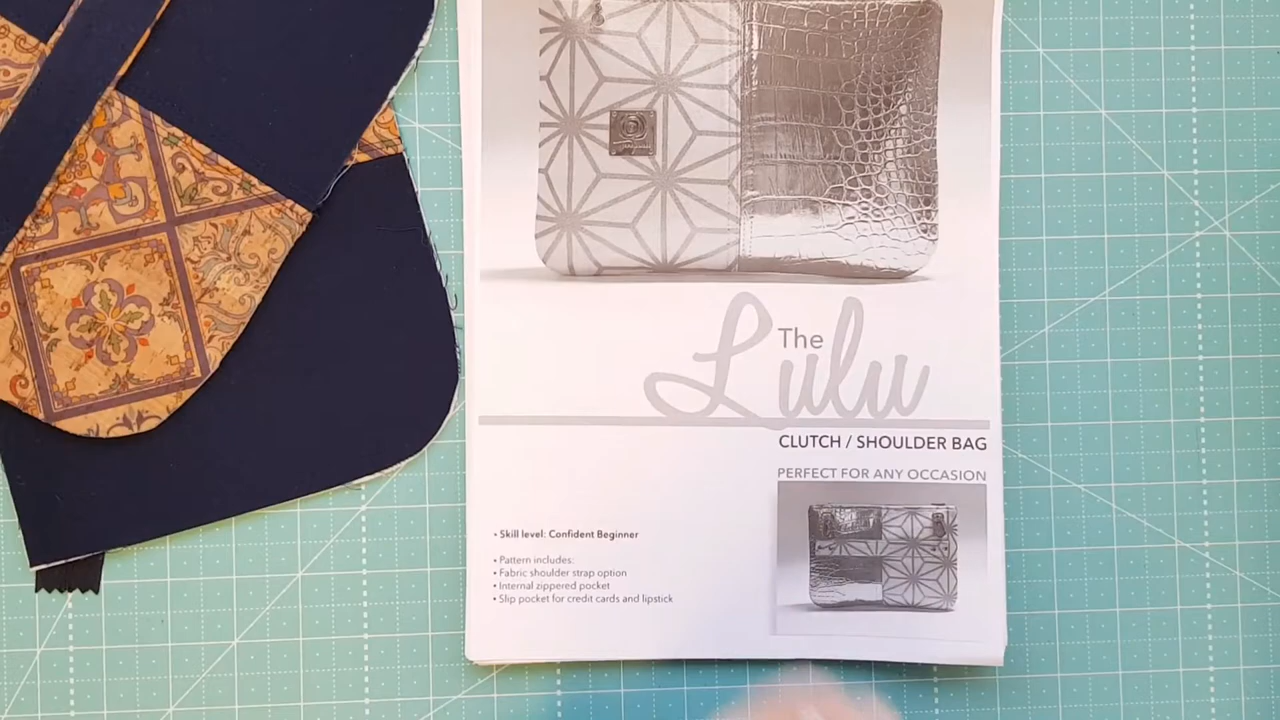 The
Lulu
CLUTCH / SHOULDER BAG
PERFECT FOR ANY OCCASION
• Skill level: Confident Beginner
• Pattern includes:
• Fabric shoulder strap option
• Internal zippered pocket
• Slip pocket for credit cards and lipstick